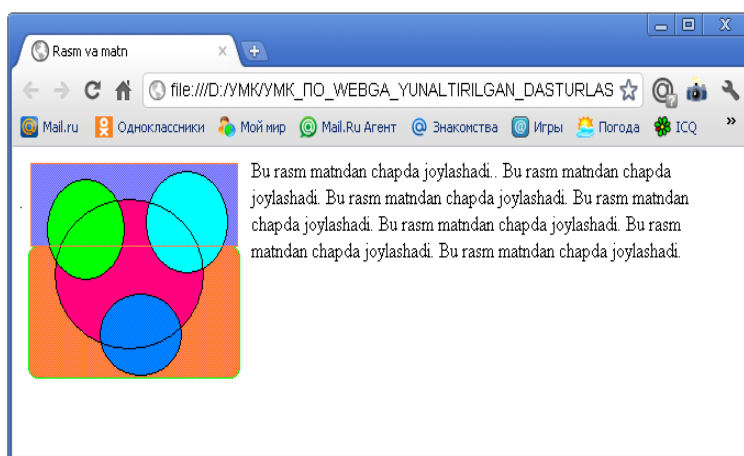 Rasm va matn
file:///D:/УМК/УМК_ПО_WEBGA_YUNALTIRILGAN_DASTURLAS
Mail.ru Одноклассники Мой мир Mail.Ru Агент Знакомства Игры Погода ICQ »
Bu rasm matndan chapda joylashadi.. Bu rasm matndan chapda
joylashadi. Bu rasm matndan chapda joylashadi. Bu rasm matndan
chapda joylashadi. Bu rasm matndan chapda joylashadi. Bu rasm
matndan chapda joylashadi. Bu rasm matndan chapda joylashadi.